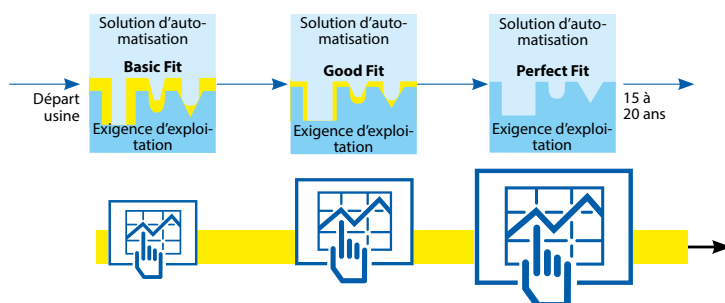 Solution d'auto-
matisation
Basic Fit
Exigence d'exploi-
tation
Solution d'auto-
matisation
Good Fit
Exigence d'exploi-
tation
Solution d'auto-
matisation
Perfect Fit
Exigence d'exploi-
tation
Départ
usine
15 à
20 ans